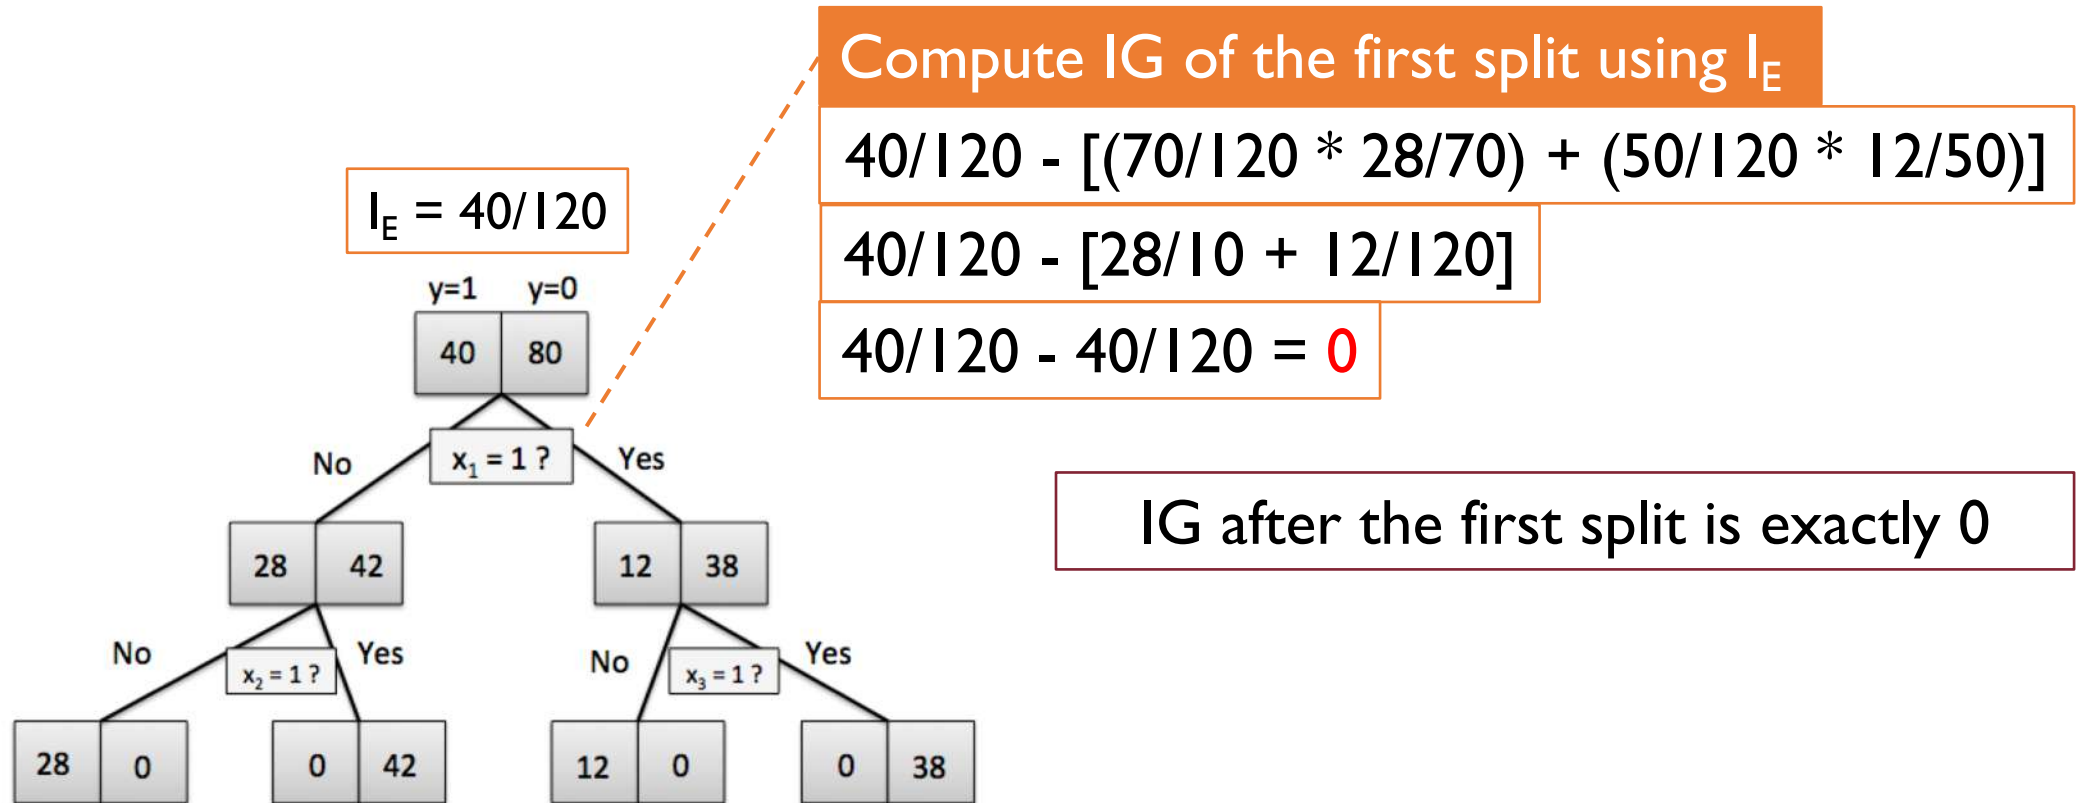 Compute IG of the first split using I_E
40/120 - [(70/120 * 28/70) + (50/120 * 12/50)]
I_E = 40/120
40/120 - [28/10 + 12/120]
y=1 y=0
40/120 - 40/120 = 0
40 80
No x₁ = 1 ? Yes
IG after the first split is exactly 0
28 42 12 38
No x₂ = 1 ? Yes No x₃ = 1 ? Yes
28 0 0 42 12 0 0 38